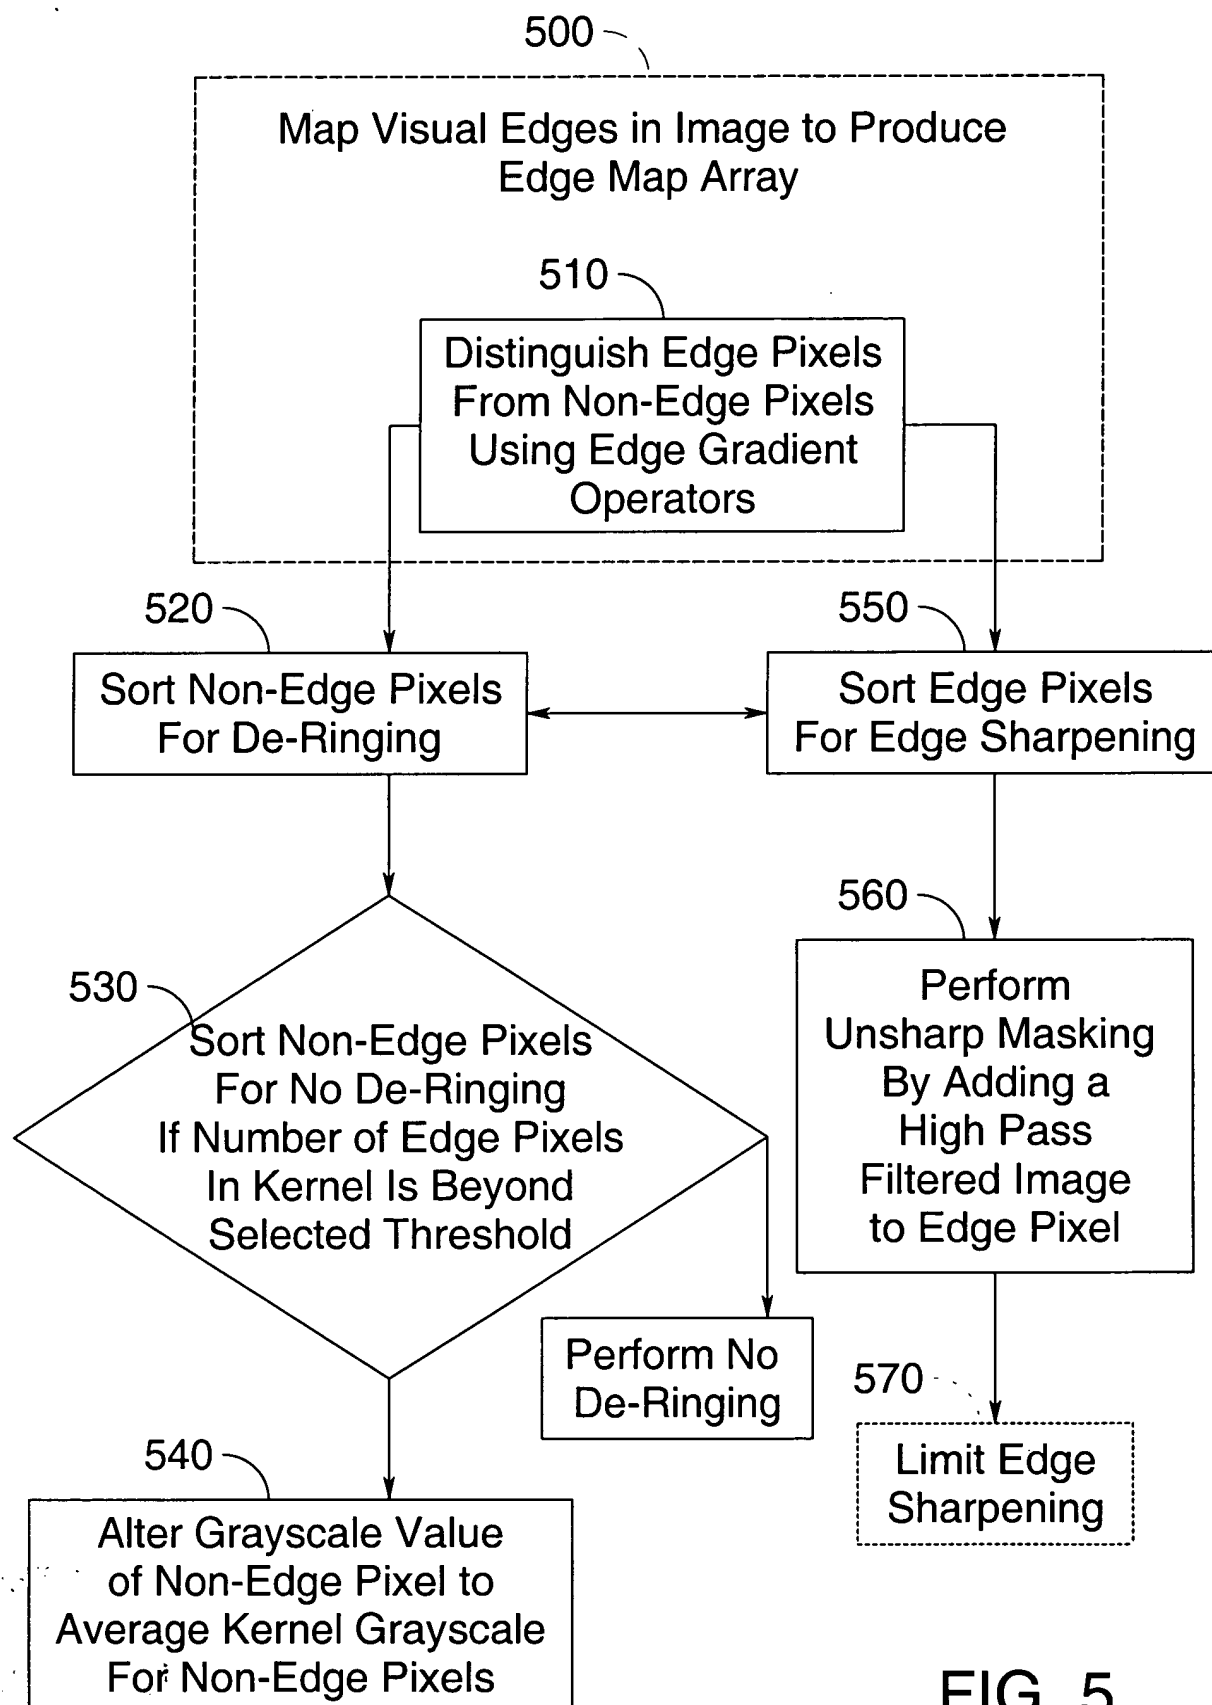 500
Map Visual Edges in Image to Produce
Edge Map Array
510
Distinguish Edge Pixels
From Non-Edge Pixels
Using Edge Gradient
Operators
520
Sort Non-Edge Pixels
For De-Ringing
550
Sort Edge Pixels
For Edge Sharpening
530
Sort Non-Edge Pixels
For No De-Ringing
If Number of Edge Pixels
In Kernel Is Beyond
Selected Threshold
560
Perform
Unsharp Masking
By Adding a
High Pass
Filtered Image
to Edge Pixel
Perform No
De-Ringing
570
Limit Edge
Sharpening
540
Alter Grayscale Value
of Non-Edge Pixel to
Average Kernel Grayscale
For Non-Edge Pixels
FIG. 5